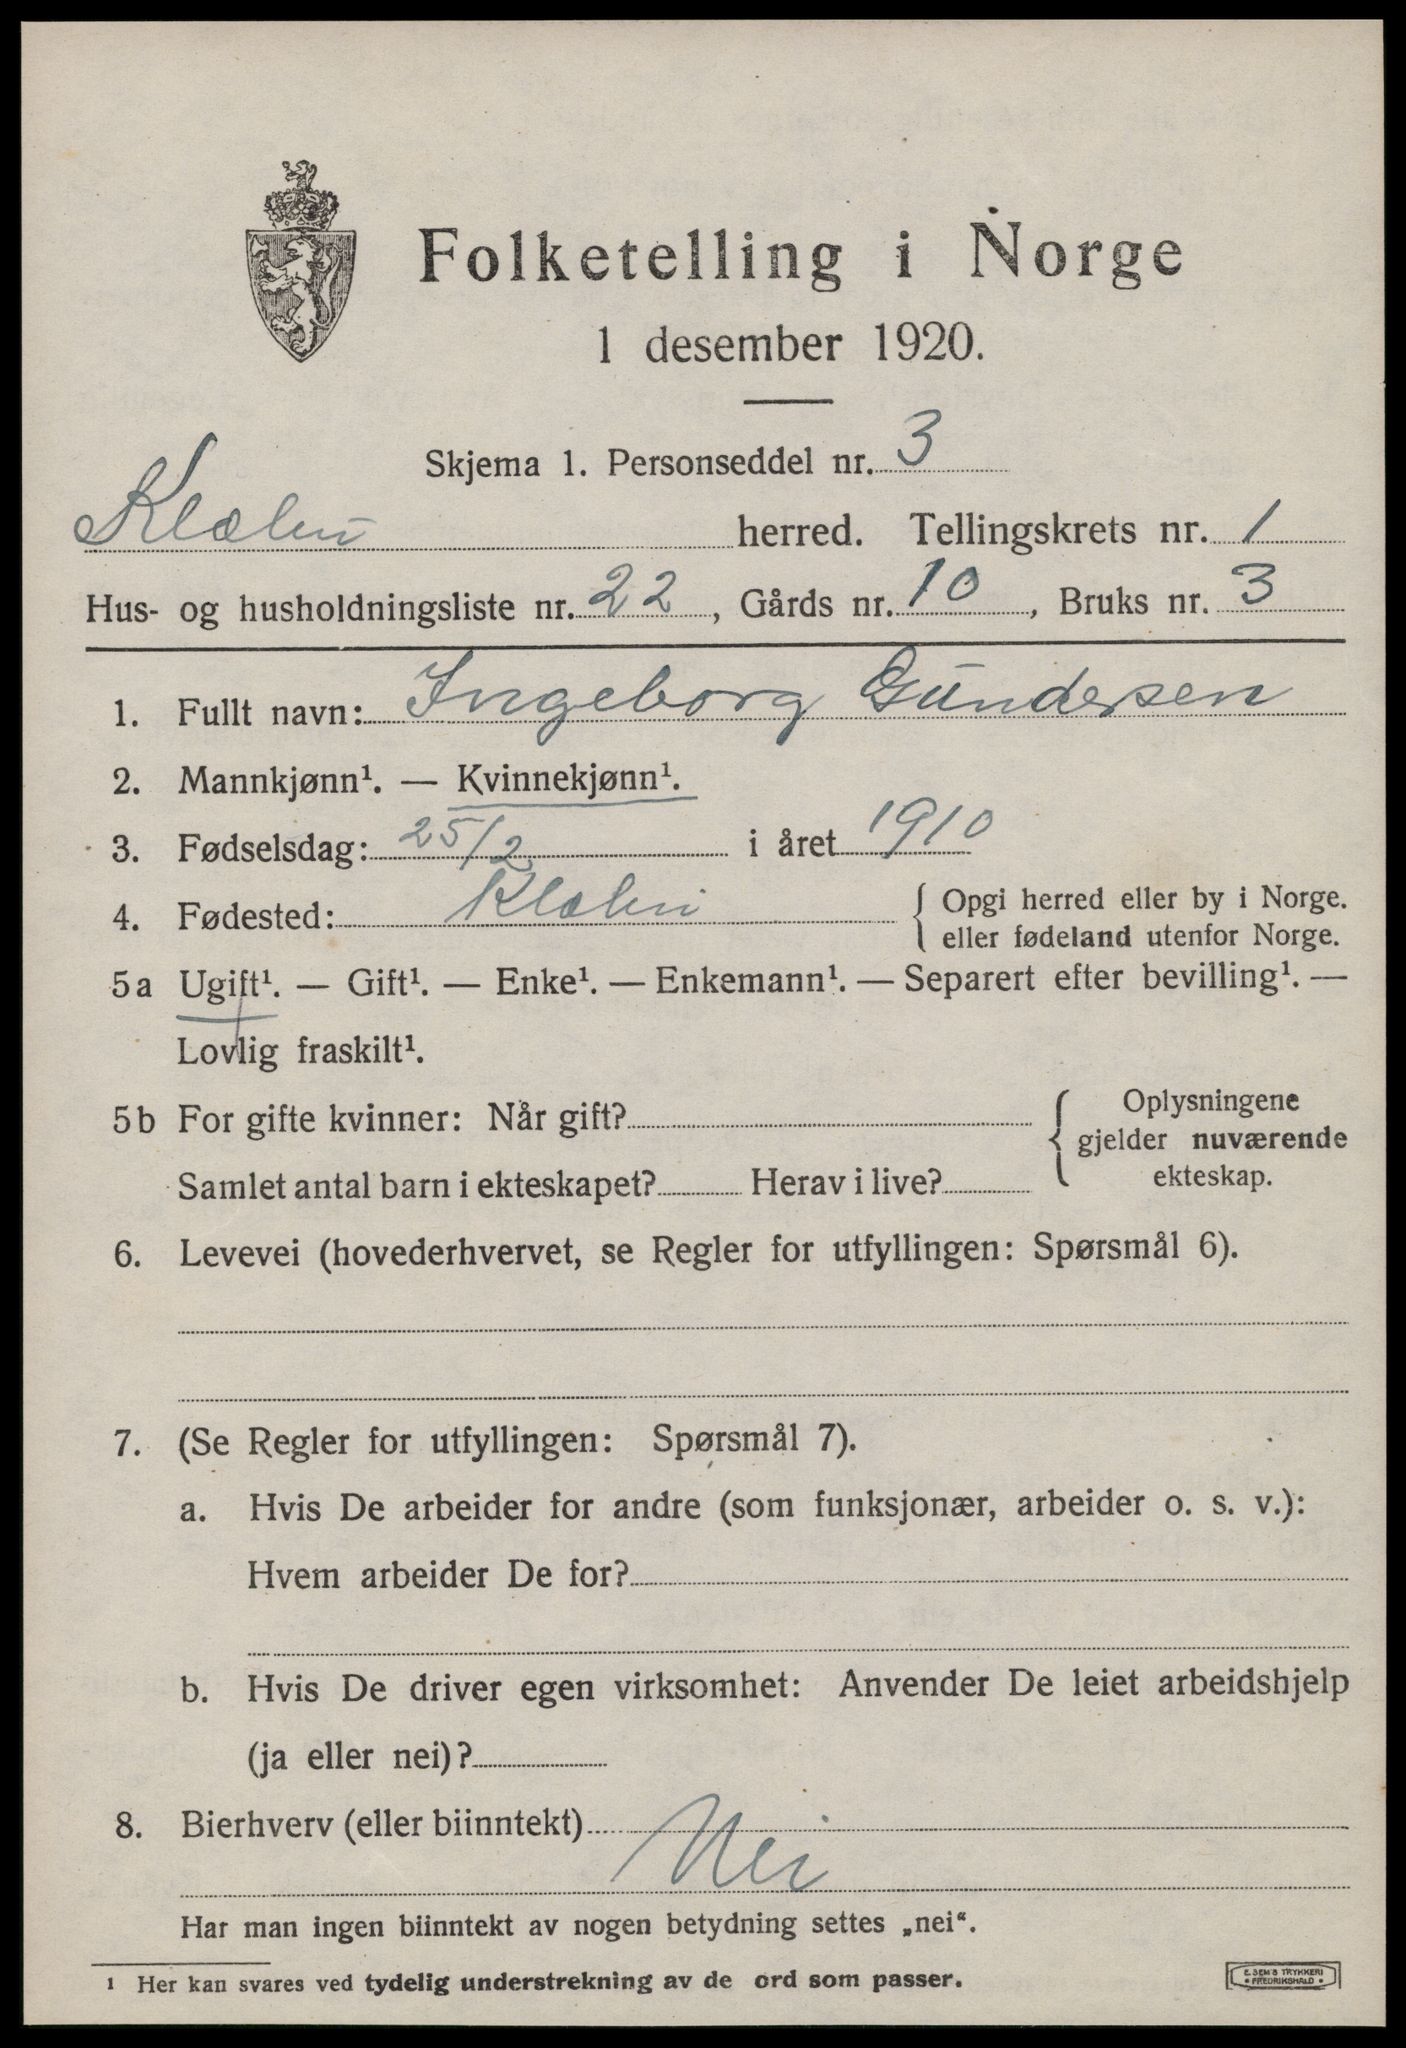 Folketelling i Norge
1 desember 1920.
Skjema 1. Personseddel nr. 3
Klæbu herred. Tellingskrets nr. 1
Hus- og husholdningsliste nr. 22, Gårds nr. 10, Bruks nr. 3
1. Fullt navn: Ingeborg Gundersen
2. Mannkjønn¹. — Kvinnekjønn¹.
3. Fødselsdag: 25/2 i året 1910
4. Fødested: Klæbu { Opgi herred eller by i Norge.
eller fødeland utenfor Norge.
5a Ugift¹. — Gift¹. — Enke¹. — Enkemann¹. — Separert efter bevilling¹. —
Lovlig fraskilt¹.
5b For gifte kvinner: Når gift? { Oplysningene
gjelder nuværende
ekteskap.
Samlet antal barn i ekteskapet? Herav i live?
6. Levevei (hovederhvervet, se Regler for utfyllingen: Spørsmål 6).
7. (Se Regler for utfyllingen: Spørsmål 7).
a. Hvis De arbeider for andre (som funksjonær, arbeider o. s. v.):
Hvem arbeider De for?
b. Hvis De driver egen virksomhet: Anvender De leiet arbeidshjelp
(ja eller nei)?
8. Bierhverv (eller biinntekt)
Nei
Har man ingen biinntekt av nogen betydning settes „nei“.
1 Her kan svares ved tydelig understrekning av de ord som passer.
E. SEM'S TRYKKERI
• FREDRIKSHALD •